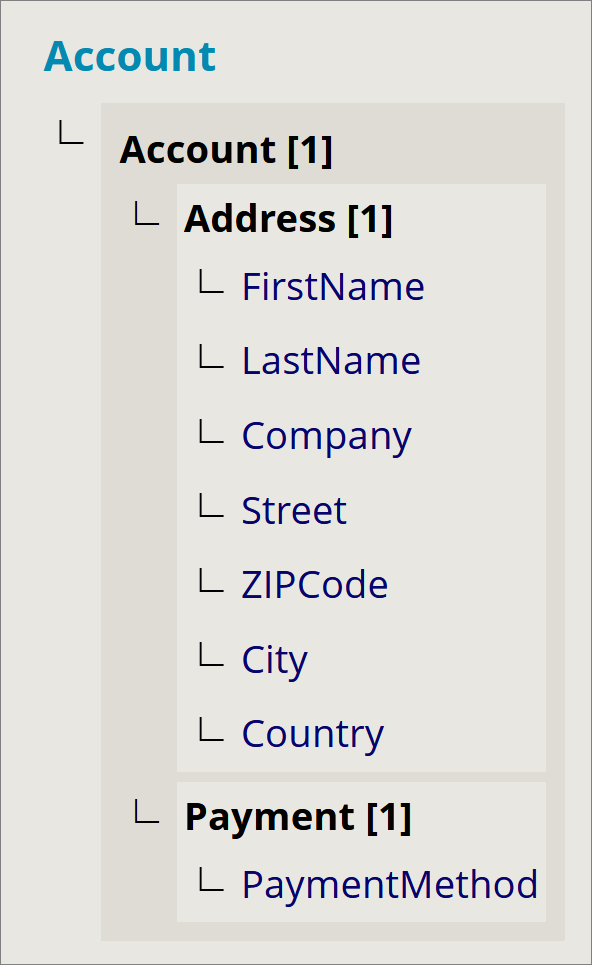 Account
Account [1]
Address [1]
FirstName
LastName
Company
Street
ZIPCode
City
Country
Payment [1]
PaymentMethod